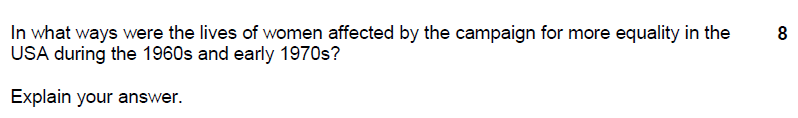 In what ways were the lives of women affected by the campaign for more equality in the 8
USA during the 1960s and early 1970s?
Explain your answer.